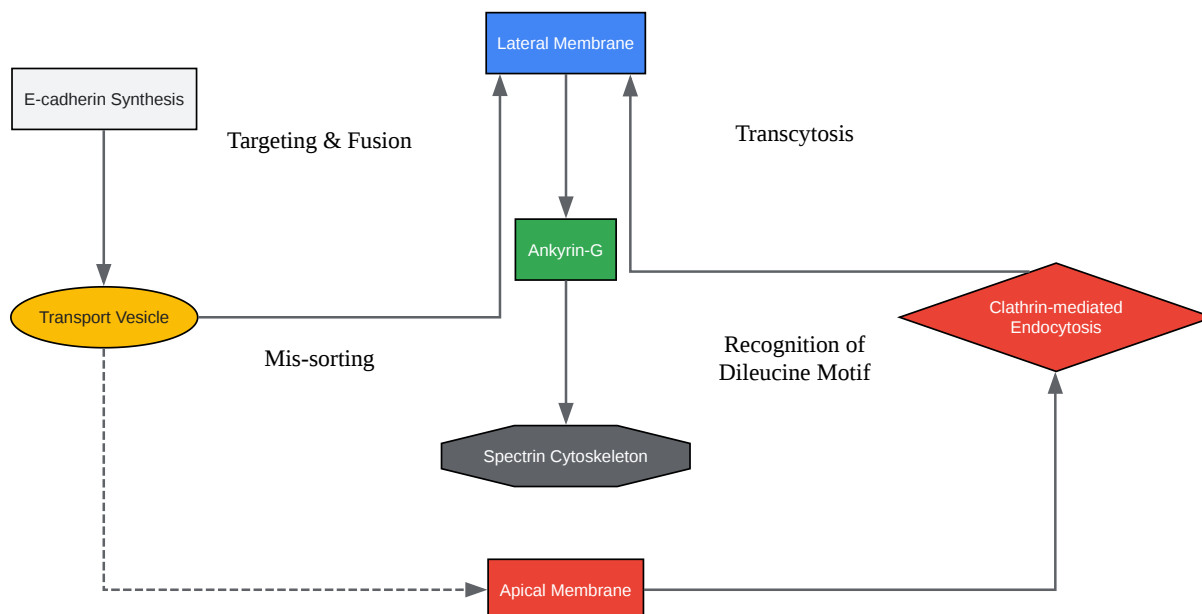 Lateral Membrane
E-cadherin Synthesis
Targeting & Fusion
Transcytosis
Ankyrin-G
Transport Vesicle
Clathrin-mediated
Endocytosis
Mis-sorting
Recognition of
Dileucine Motif
Spectrin Cytoskeleton
Apical Membrane